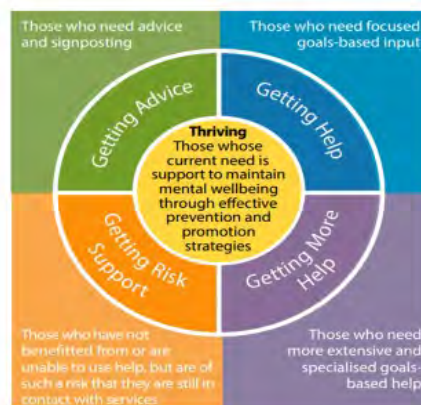 Those who need advice
and signposting
Those who need focused
goals-based input
Getting Advice
Getting Help
Thriving
Those whose
current need is
support to maintain
mental wellbeing
through effective
prevention and
promotion
strategies
Getting Risk
Support
Getting More
Help
Those who have not
benefitted from or are
unable to use help, but are of
such a risk that they are still in
contact with services
Those who need
more extensive and
specialised goals-
based help